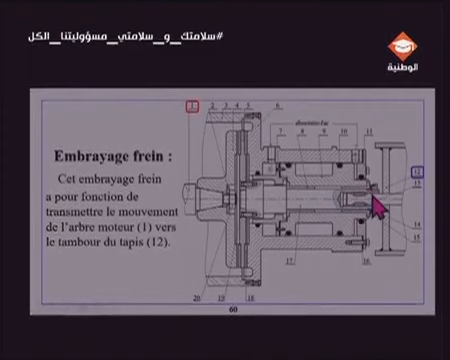 #سلامتك_و_سلامتي_مسؤوليتنا_الكل
الوطنية
Embrayage frein :
Cet embrayage frein
a pour fonction de
transmettre le mouvement
de l'arbre moteur (1) vers
le tambour du tapis (12).
1 2 3 4 5 6
7 8 9 10 11
12
13
14
15
16
17
18
19
20
60